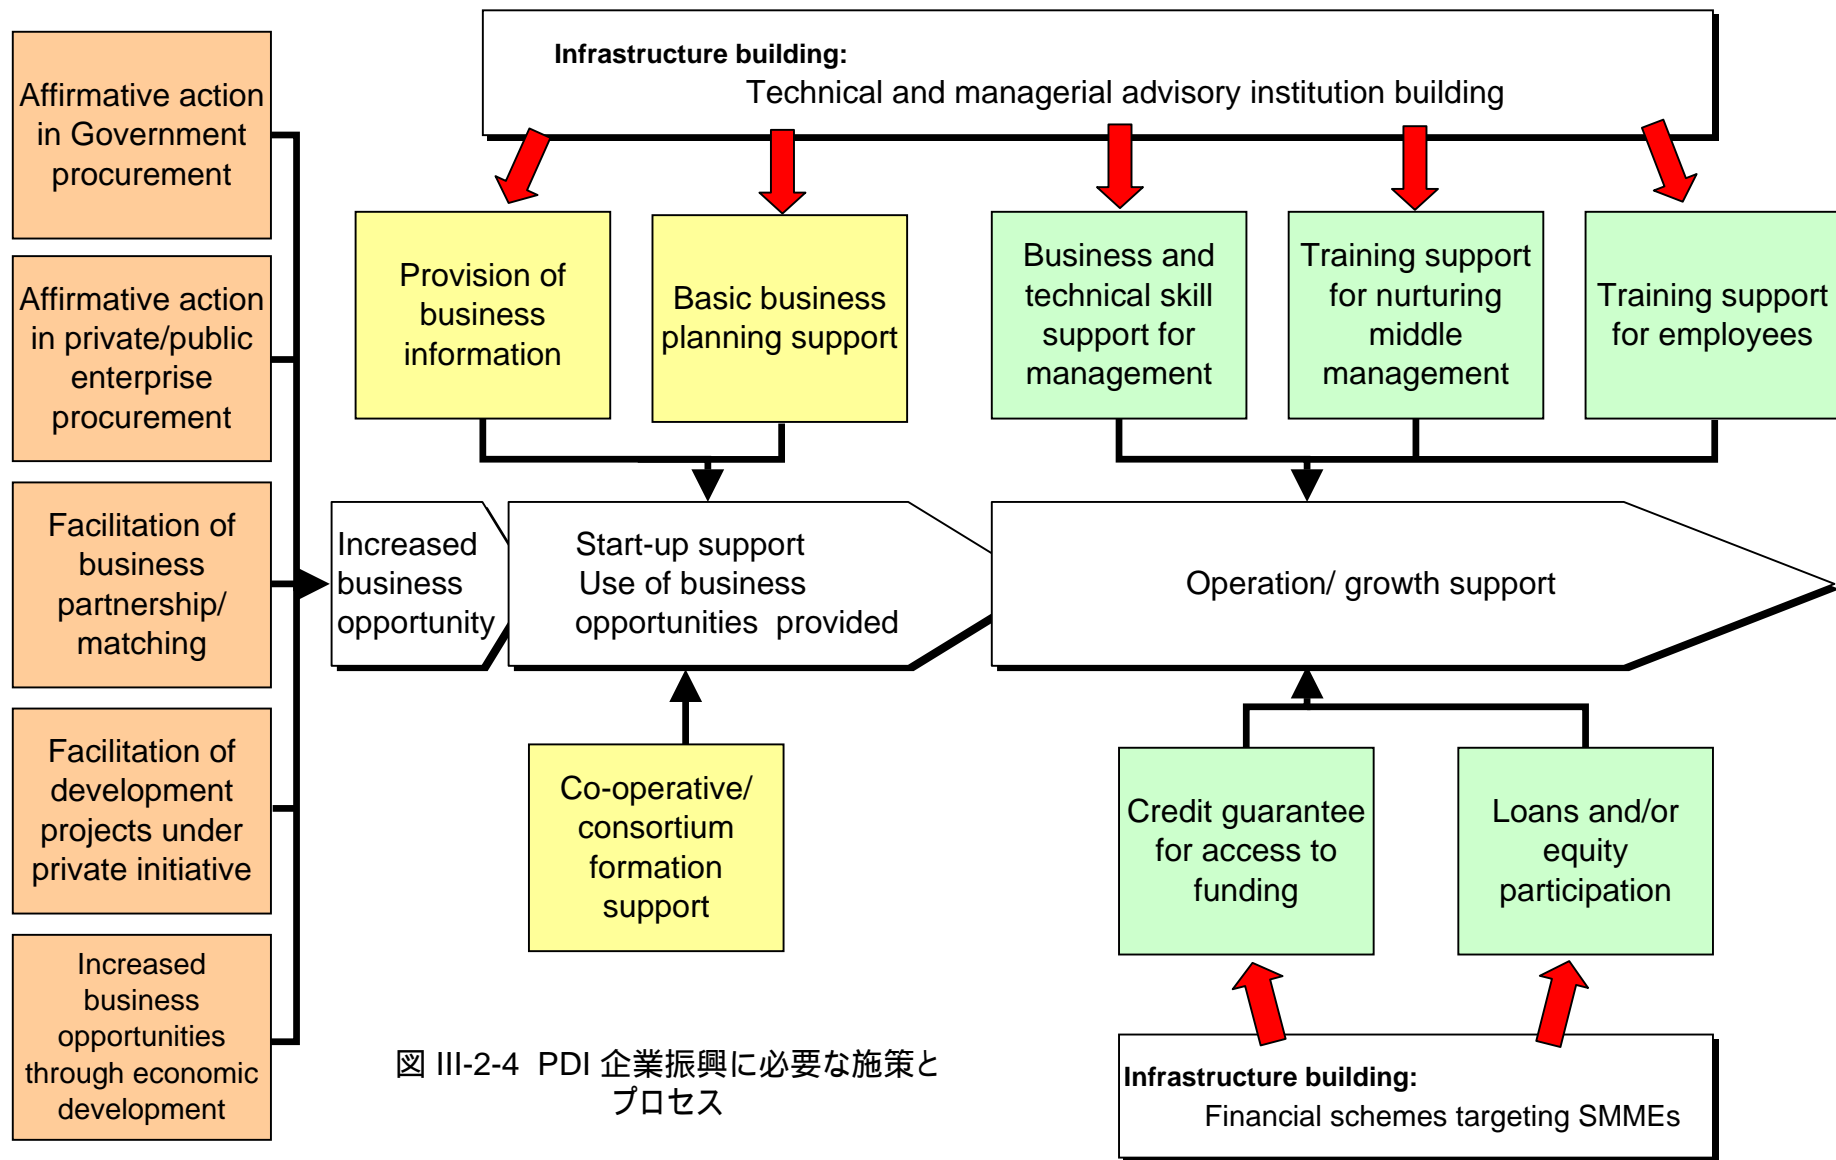 Affirmative action
in Government
procurement
Affirmative action
in private/public
enterprise
procurement
Facilitation of
business
partnership/
matching
Facilitation of
development
projects under
private initiative
Increased
business
opportunities
through economic
development
Infrastructure building:
Technical and managerial advisory institution building
Provision of
business
information
Basic business
planning support
Business and
technical skill
support for
management
Training support
for nurturing
middle
management
Training support
for employees
Increased
business
opportunity
Start-up support
Use of business
opportunities provided
Operation/ growth support
Co-operative/
consortium
formation
support
Credit guarantee
for access to
funding
Loans and/or
equity
participation
Infrastructure building:
Financial schemes targeting SMMEs
図 III-2-4 PDI 企業振興に必要な施策と
プロセス